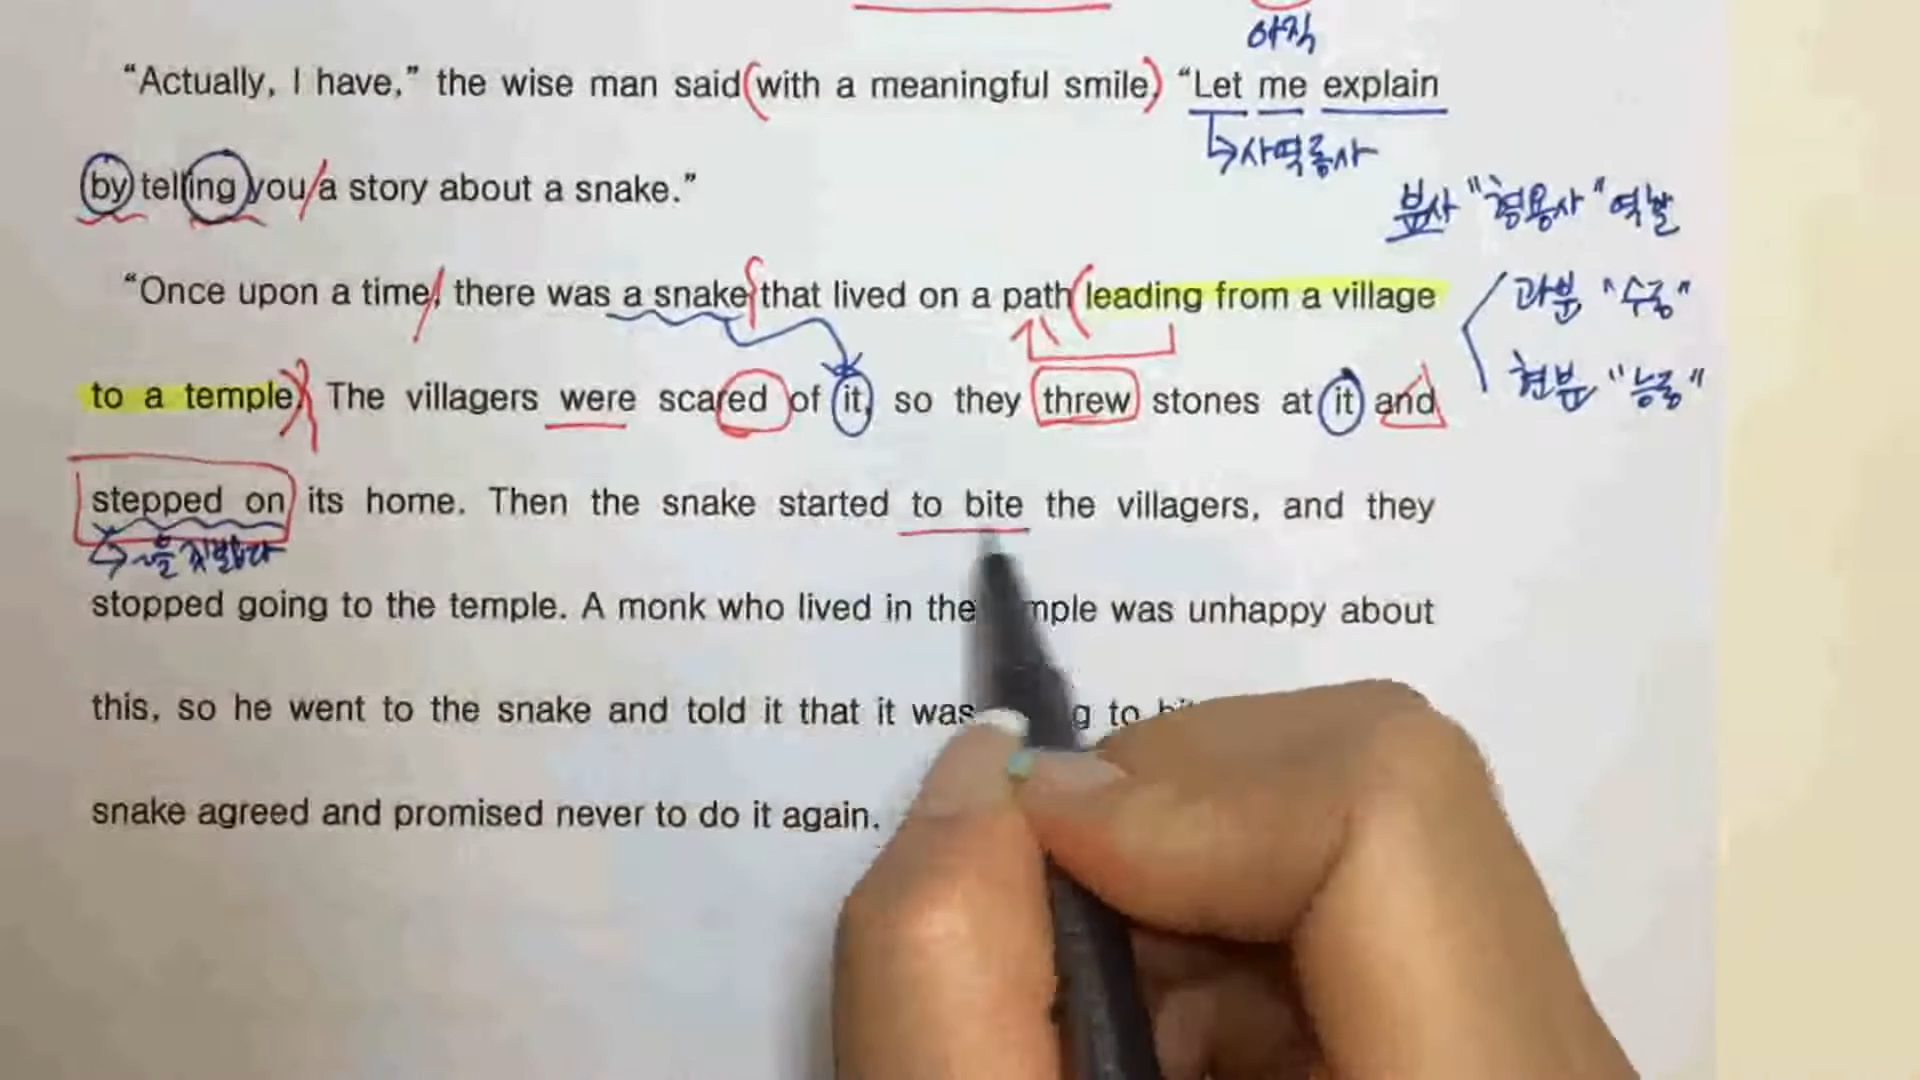 아직
“Actually, I have,” the wise man said with a meaningful smile, “Let me explain
↳사역동사
by telling you a story about a snake.”
분사 "형용사" 역할
“Once upon a time, there was a snake that lived on a path leading from a village
과분 "수동"
to a temple. The villagers were scared of it, so they threw stones at it and
현분 "능동"
stepped on its home. Then the snake started to bite the villagers, and they
↳ ~을 짓밟다
stopped going to the temple. A monk who lived in the mple was unhappy about
this, so he went to the snake and told it that it was g to
snake agreed and promised never to do it again.